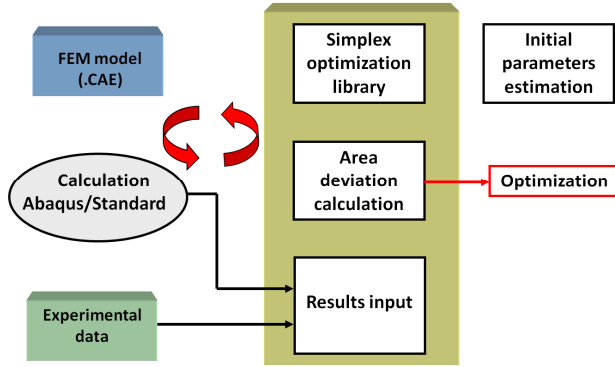 FEM model
(.CAE)
Simplex
optimization
library
Initial
parameters
estimation
Calculation
Abaqus/Standard
Area
deviation
calculation
Optimization
Experimental
data
Results input